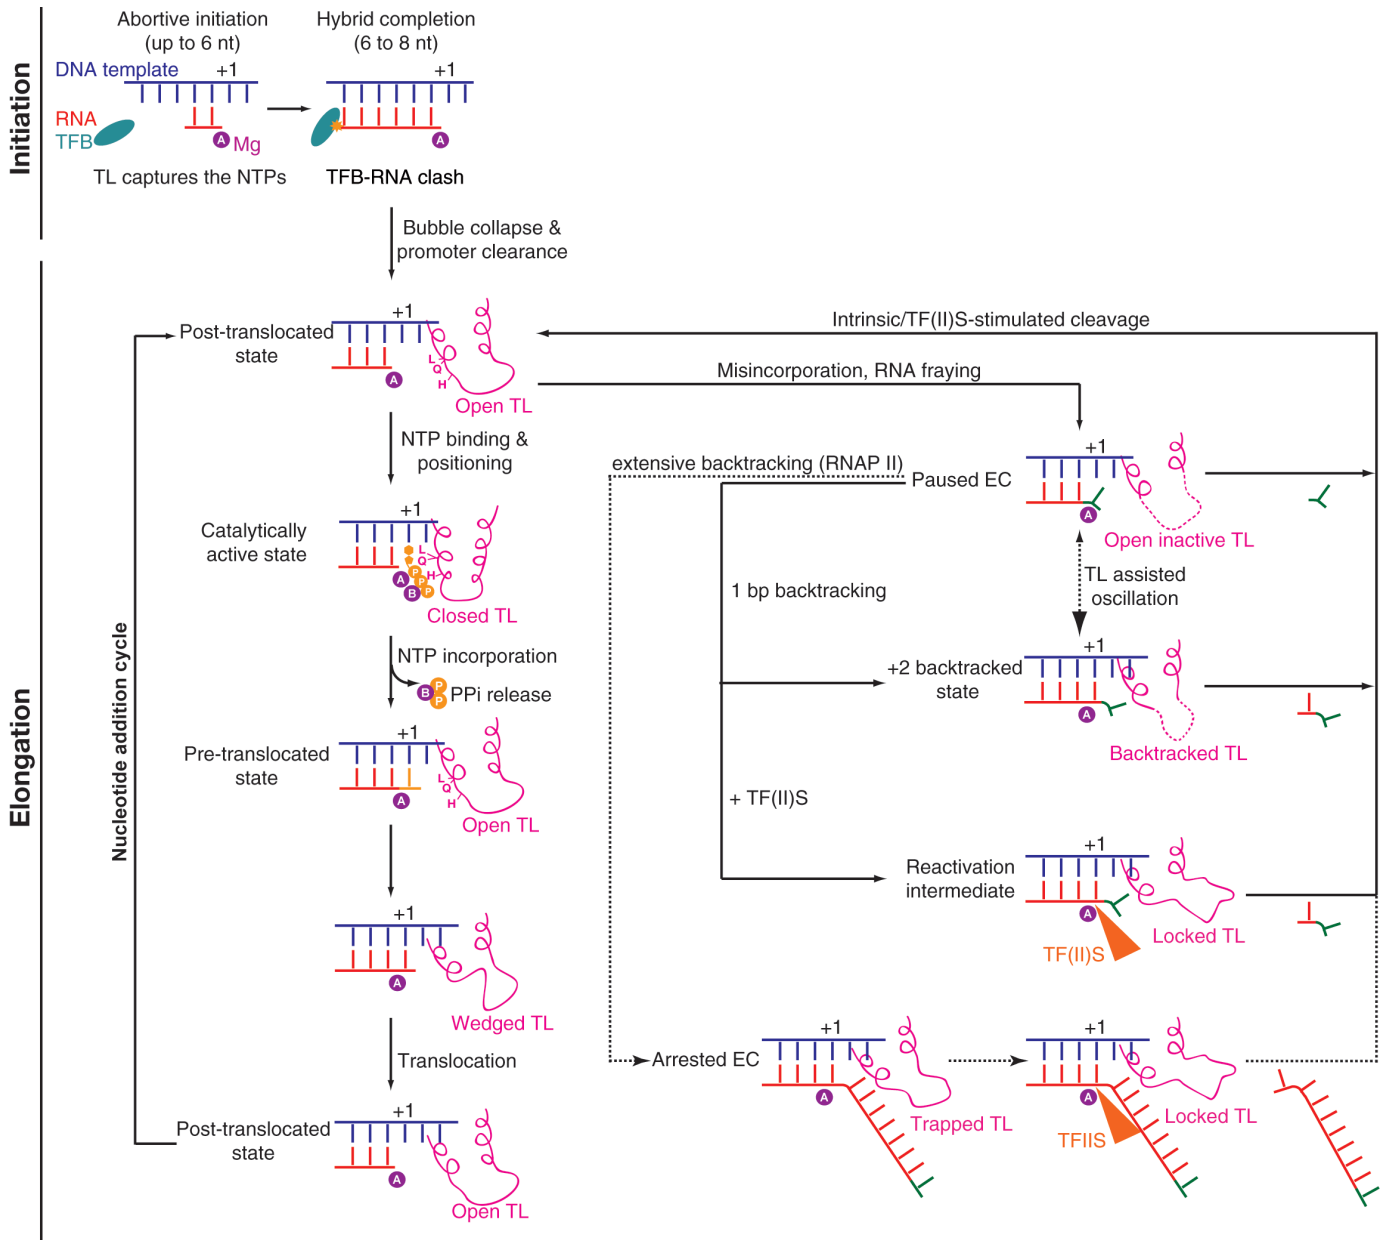 Initiation
Abortive initiation
(up to 6 nt)
Hybrid completion
(6 to 8 nt)
DNA template
+1
+1
RNA
TFB
A
Mg
A
TL captures the NTPs
TFB-RNA clash
Bubble collapse &
promoter clearance
Elongation
Nucleotide addition cycle
Post-translocated
state
+1
L
Q
H
A
Open TL
NTP binding &
positioning
Catalytically
active state
+1
L
Q
H
A
B
P
P
P
Closed TL
NTP incorporation
B
P
P
PPi release
Pre-translocated
state
+1
L
Q
H
A
Open TL
+1
A
Wedged TL
Translocation
Post-translocated
state
+1
A
Open TL
Intrinsic/TF(II)S-stimulated cleavage
Misincorporation, RNA fraying
extensive backtracking (RNAP II)
Paused EC
+1
A
Open inactive TL
TL assisted
oscillation
1 bp backtracking
+2 backtracked
state
+1
A
Backtracked TL
+ TF(II)S
Reactivation
intermediate
+1
A
TF(II)S
Locked TL
Arrested EC
+1
A
Trapped TL
+1
A
TFIIS
Locked TL